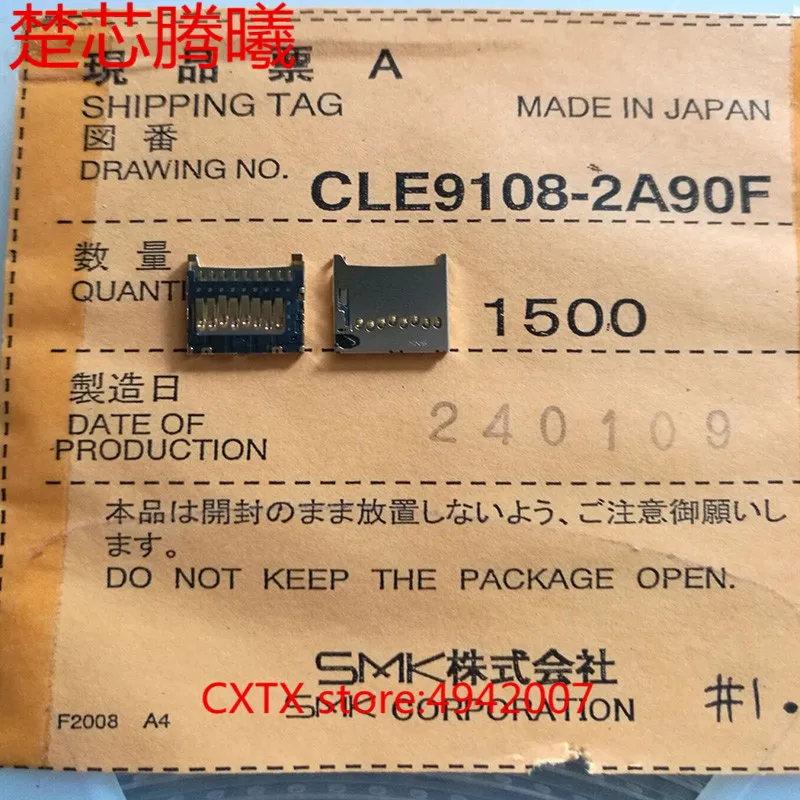 楚芯腾曦
現品票 A
SHIPPING TAG MADE IN JAPAN
図番
DRAWING NO. CLE9108-2A90F
数量
QUANTI 1500
製造日
DATE OF
PRODUCTION 240109
本品は開封のまま放置しないよう、ご注意御願いし
ます。
DO NOT KEEP THE PACKAGE OPEN.
SMK株式会社
CXTX store:4942007
SMK CORPORATION #1.
F2008 A4